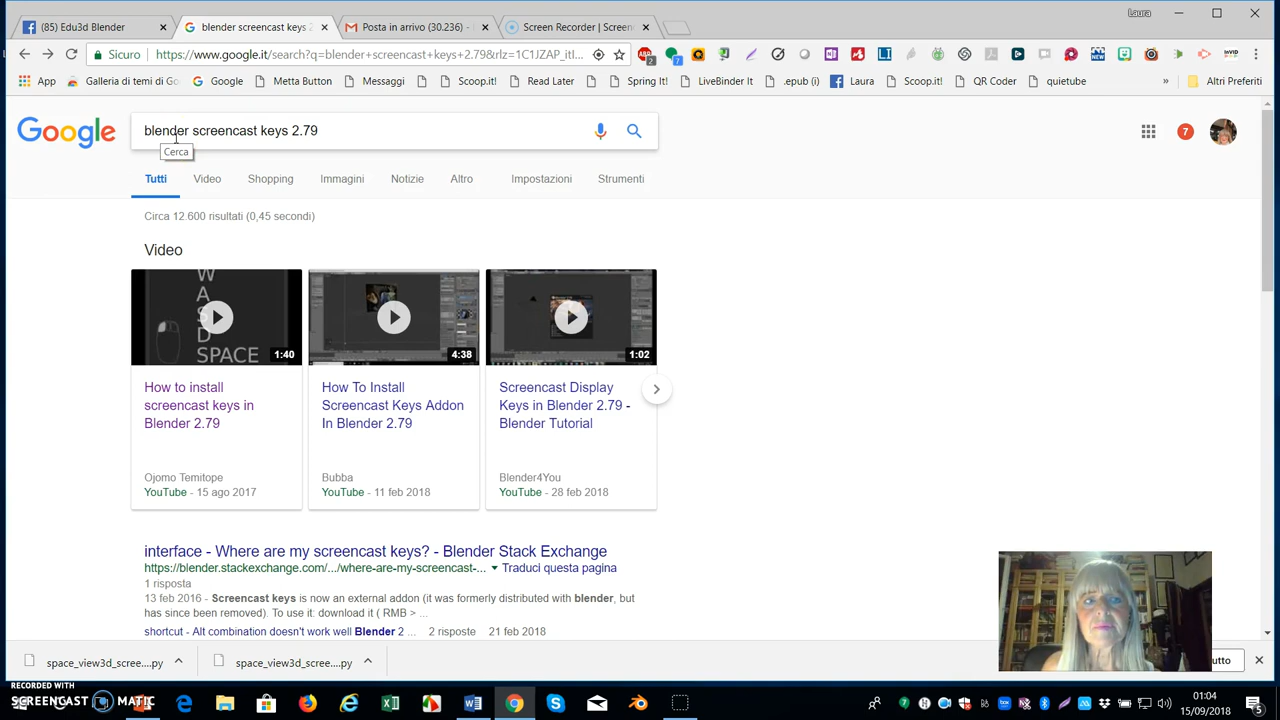 Laura
(85) Edu3d Blender
blender screencast keys 2
Posta in arrivo (30.236) -
Screen Recorder | Screen
Sicuro
https://www.google.it/search?q=blender+screencast+keys+2.79&rlz=1C1JZAP_itI...
App
Galleria di temi di Go
Google
Metta Button
Messaggi
Scoop.it!
Read Later
Spring It!
LiveBinder It
.epub (i)
Laura
Scoop.it!
QR Coder
quietube
»
Altri Preferiti
Google
blender screencast keys 2.79
7
Cerca
Tutti Video Shopping Immagini Notizie Altro Impostazioni Strumenti
Circa 12.600 risultati (0,45 secondi)
Video
W
A
S
D
SPACE
1:40
4:38
1:02
How to install
screencast keys in
Blender 2.79
Ojomo Temitope
YouTube - 15 ago 2017
How To Install
Screencast Keys Addon
In Blender 2.79
Bubba
YouTube - 11 feb 2018
Screencast Display
Keys in Blender 2.79 -
Blender Tutorial
Blender4You
YouTube - 28 feb 2018
interface - Where are my screencast keys? - Blender Stack Exchange
https://blender.stackexchange.com/.../where-are-my-screencast-... Traduci questa pagina
1 risposta
13 feb 2016 - Screencast keys is now an external addon (it was formerly distributed with blender, but
has since been removed). To use it: download it ( RMB > ...
shortcut - Alt combination doesn't work well Blender 2 ... 2 risposte 21 feb 2018
space_view3d_scree....py
space_view3d_scree....py
utto
RECORDED WITH
SCREENCAST MATIC
01:04
15/09/2018
5